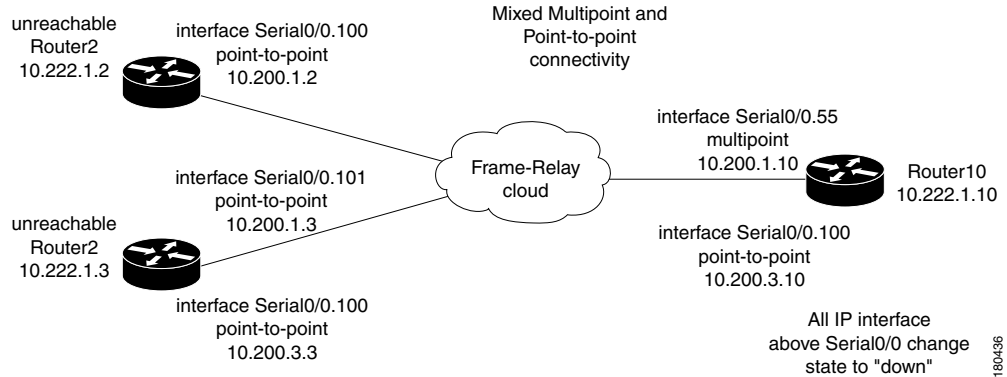 unreachable
Router2
10.222.1.2
interface Serial0/0.100
point-to-point
10.200.1.2
Mixed Multipoint and
Point-to-point
connectivity
interface Serial0/0.55
multipoint
10.200.1.10
Router10
10.222.1.10
Frame-Relay
cloud
interface Serial0/0.101
point-to-point
10.200.1.3
unreachable
Router2
10.222.1.3
interface Serial0/0.100
point-to-point
10.200.3.3
interface Serial0/0.100
point-to-point
10.200.3.10
All IP interface
above Serial0/0 change
state to "down"
180436